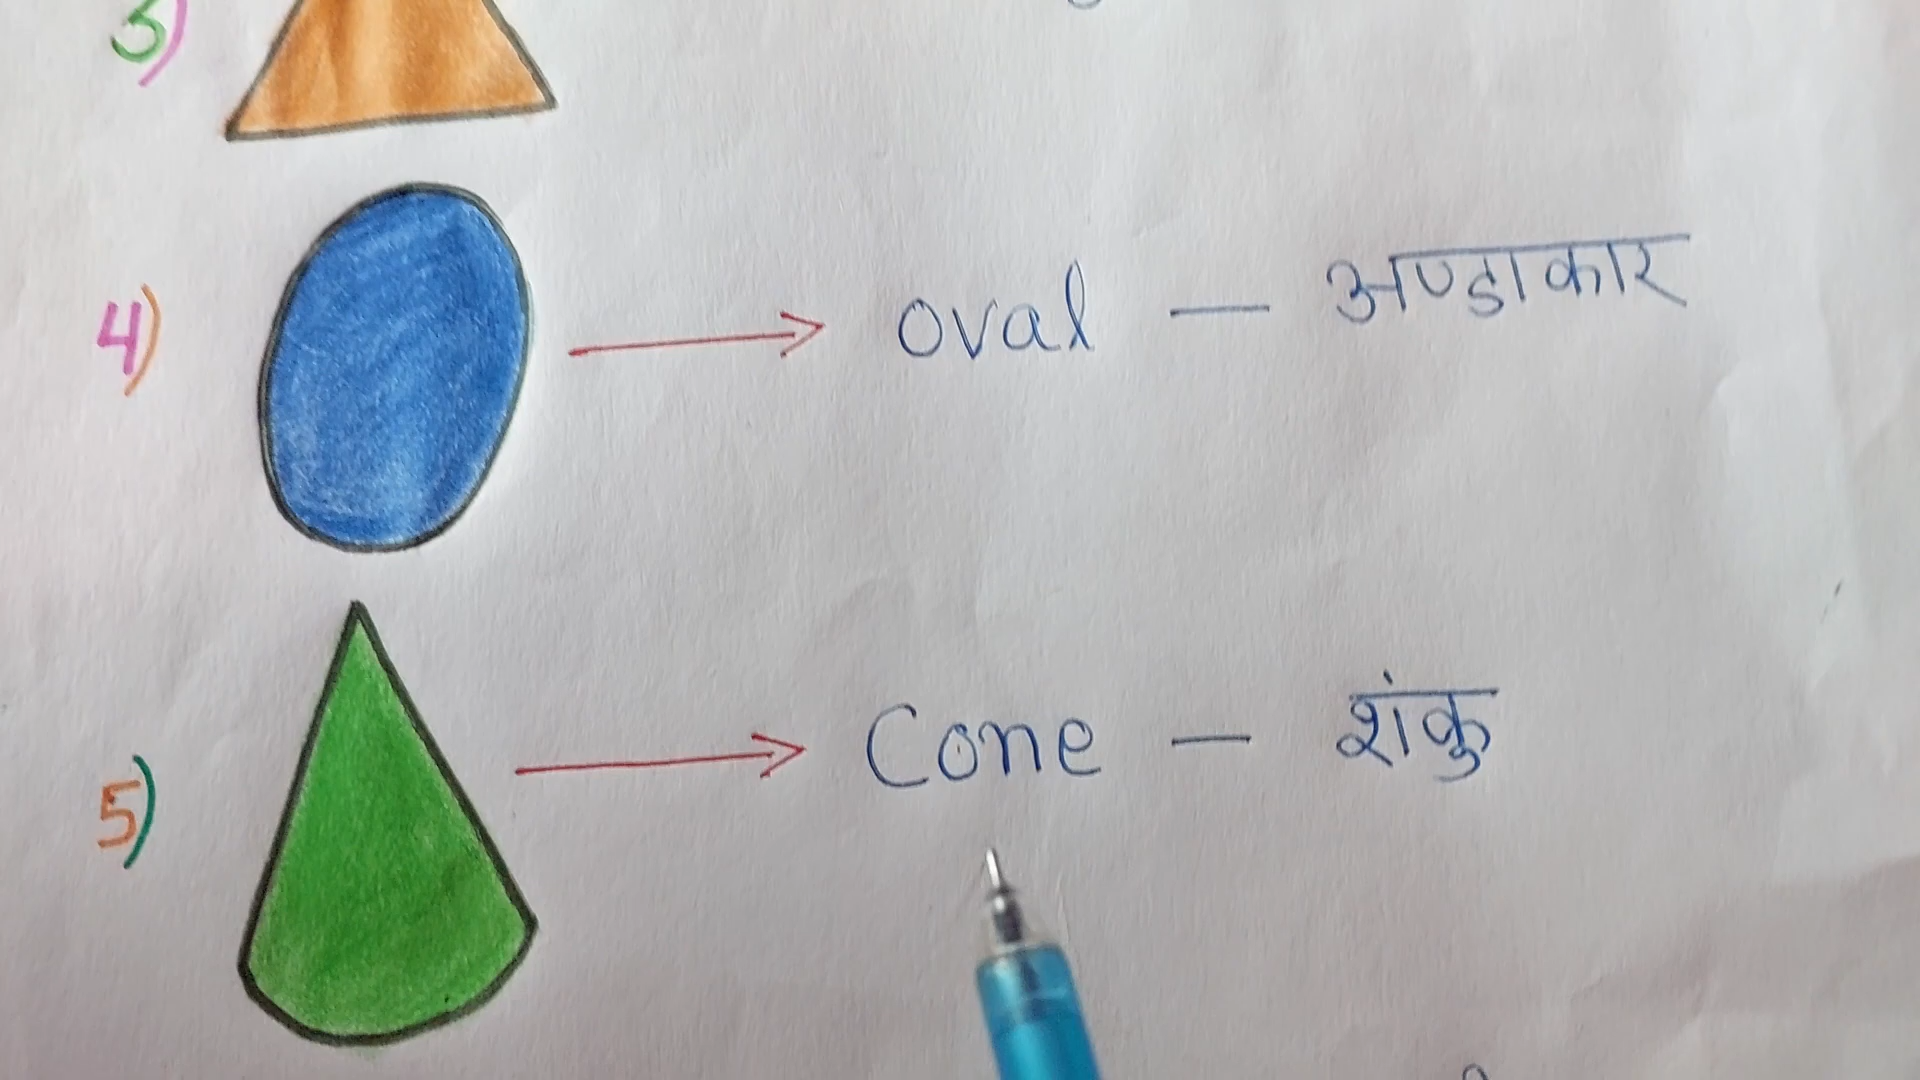 3)
4) oval — अण्डाकार
5) Cone — शंकु